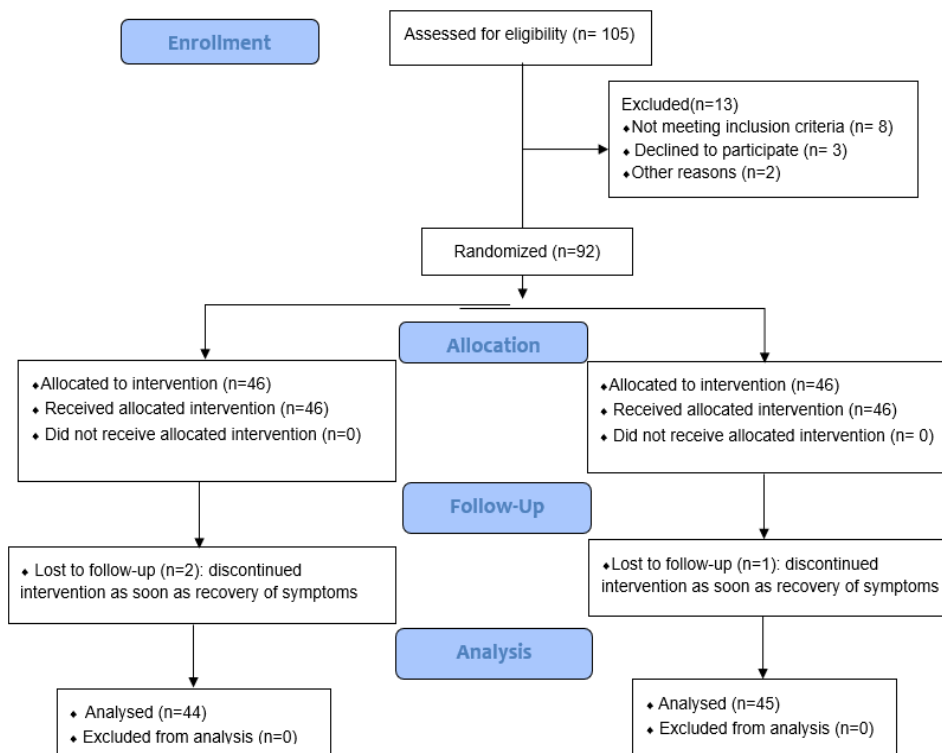 Enrollment
Assessed for eligibility (n= 105)
Excluded(n=13)
⬥Not meeting inclusion criteria (n= 8)
⬥ Declined to participate (n= 3)
⬥Other reasons (n=2)
Randomized (n=92)
Allocation
⬥Allocated to intervention (n=46)
⬥ Received allocated intervention (n=46)
⬥ Did not receive allocated intervention (n=0)
⬥Allocated to intervention (n=46)
⬥ Received allocated intervention (n=46)
⬥ Did not receive allocated intervention (n= 0)
Follow-Up
⬥ Lost to follow-up (n=2): discontinued
intervention as soon as recovery of symptoms
⬥Lost to follow-up (n=1): discontinued
intervention as soon as recovery of symptoms
Analysis
⬥ Analysed (n=44)
⬥ Excluded from analysis (n=0)
⬥ Analysed (n=45)
⬥ Excluded from analysis (n=0)